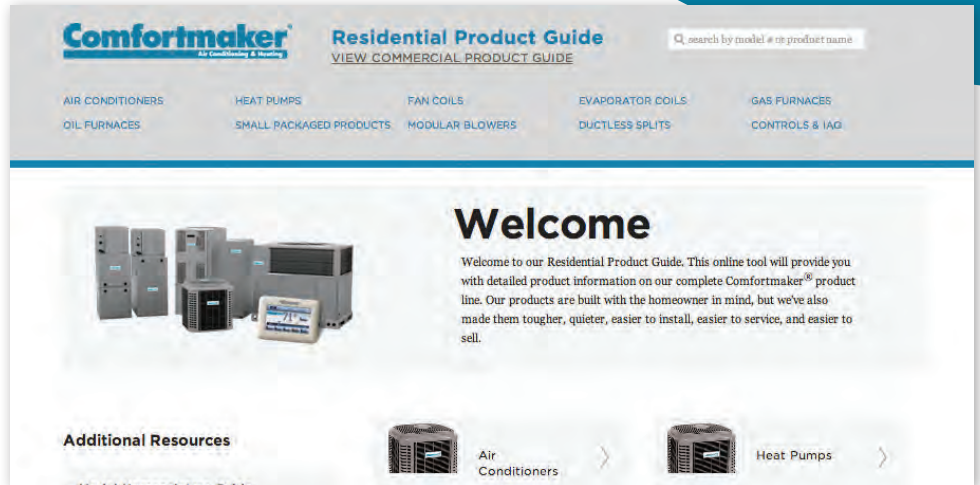 Comfortmaker®
Air Conditioning & Heating
Residential Product Guide
VIEW COMMERCIAL PRODUCT GUIDE
search by model # or product name
AIR CONDITIONERS HEAT PUMPS FAN COILS EVAPORATOR COILS GAS FURNACES
OIL FURNACES SMALL PACKAGED PRODUCTS MODULAR BLOWERS DUCTLESS SPLITS CONTROLS & IAQ
Welcome
Welcome to our Residential Product Guide. This online tool will provide you
with detailed product information on our complete Comfortmaker® product
line. Our products are built with the homeowner in mind, but we've also
made them tougher, quieter, easier to install, easier to service, and easier to
sell.
Additional Resources
Air
Conditioners
Heat Pumps